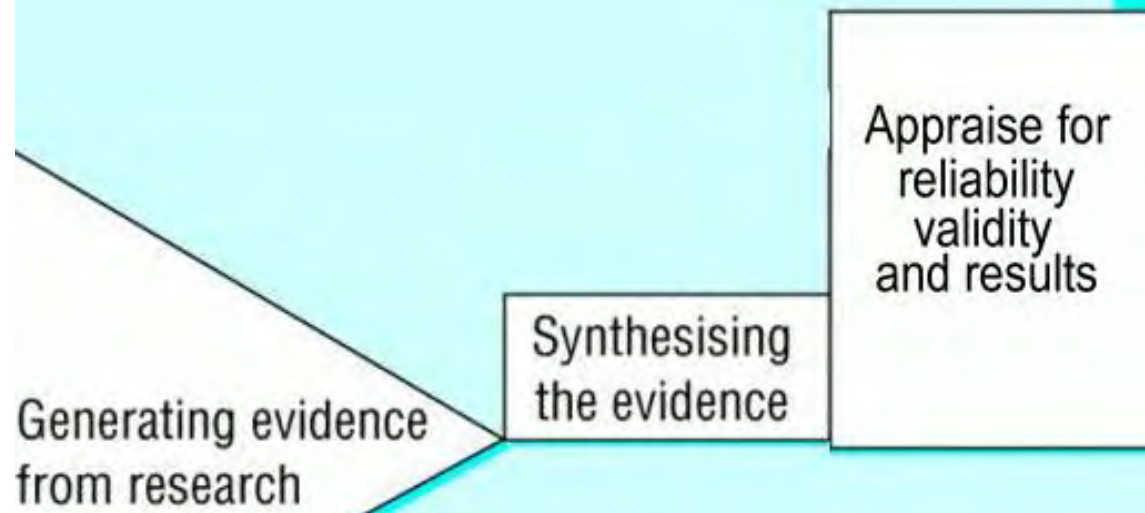 Generating evidence
from research
Synthesising
the evidence
Appraise for
reliability
validity
and results